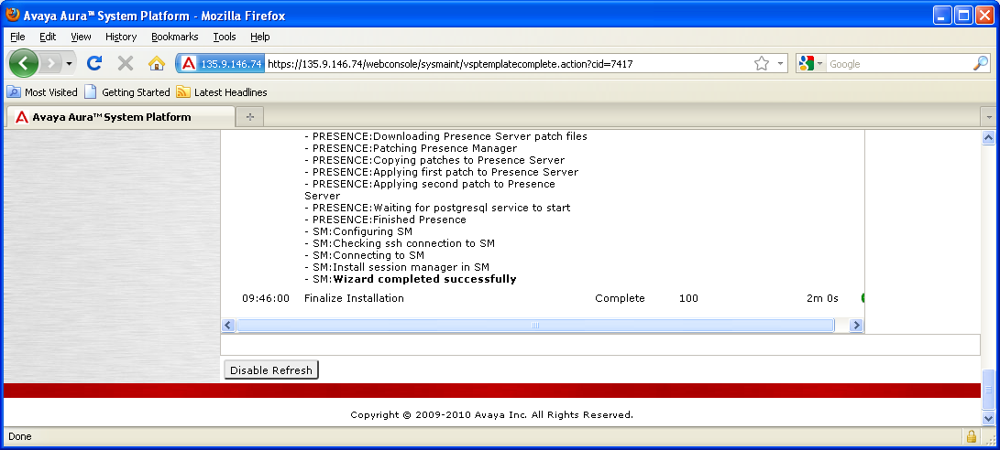 Avaya Aura™ System Platform - Mozilla Firefox
File Edit View History Bookmarks Tools Help
135.9.146.74 https://135.9.146.74/webconsole/sysmaint/vsptemplatecomplete.action?cid=7417 Google
Most Visited Getting Started Latest Headlines
Avaya Aura™ System Platform
- PRESENCE:Downloading Presence Server patch files
- PRESENCE:Patching Presence Manager
- PRESENCE:Copying patches to Presence Server
- PRESENCE:Applying first patch to Presence Server
- PRESENCE:Applying second patch to Presence
Server
- PRESENCE:Waiting for postgresql service to start
- PRESENCE:Finished Presence
- SM:Configuring SM
- SM:Checking ssh connection to SM
- SM:Connecting to SM
- SM:Install session manager in SM
- SM:Wizard completed successfully
09:46:00 Finalize Installation Complete 100 2m 0s
Disable Refresh
Copyright © 2009-2010 Avaya Inc. All Rights Reserved.
Done